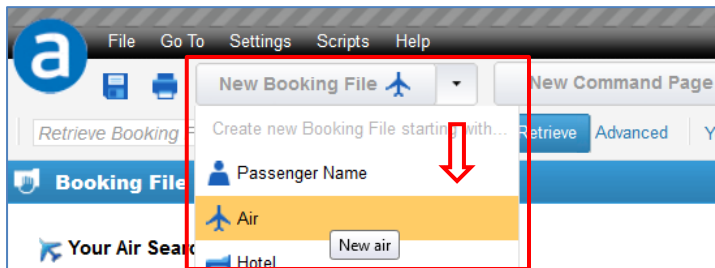 a
File Go To Settings Scripts Help
New Booking File New Command Page
Create new Booking File starting with...
Retrieve Booking Retrieve Advanced Y
Passenger Name
Booking File
Air
New air
Your Air Sear
Hotel